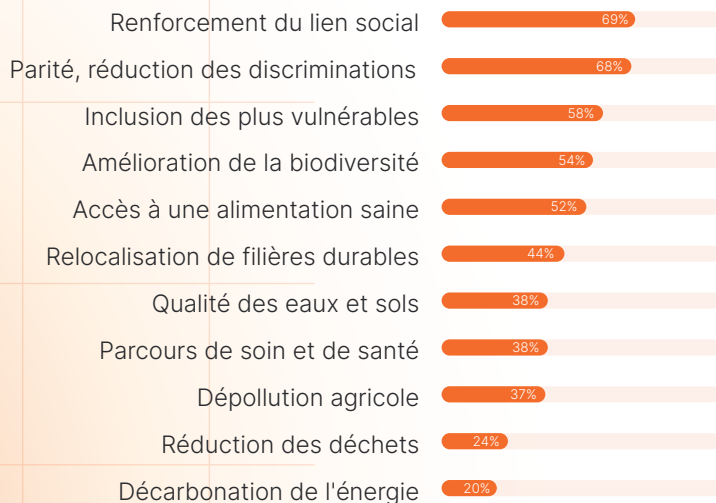 Renforcement du lien social 69%
Parité, réduction des discriminations 68%
Inclusion des plus vulnérables 58%
Amélioration de la biodiversité 54%
Accès à une alimentation saine 52%
Relocalisation de filières durables 44%
Qualité des eaux et sols 38%
Parcours de soin et de santé 38%
Dépollution agricole 37%
Réduction des déchets 24%
Décarbonation de l'énergie 20%